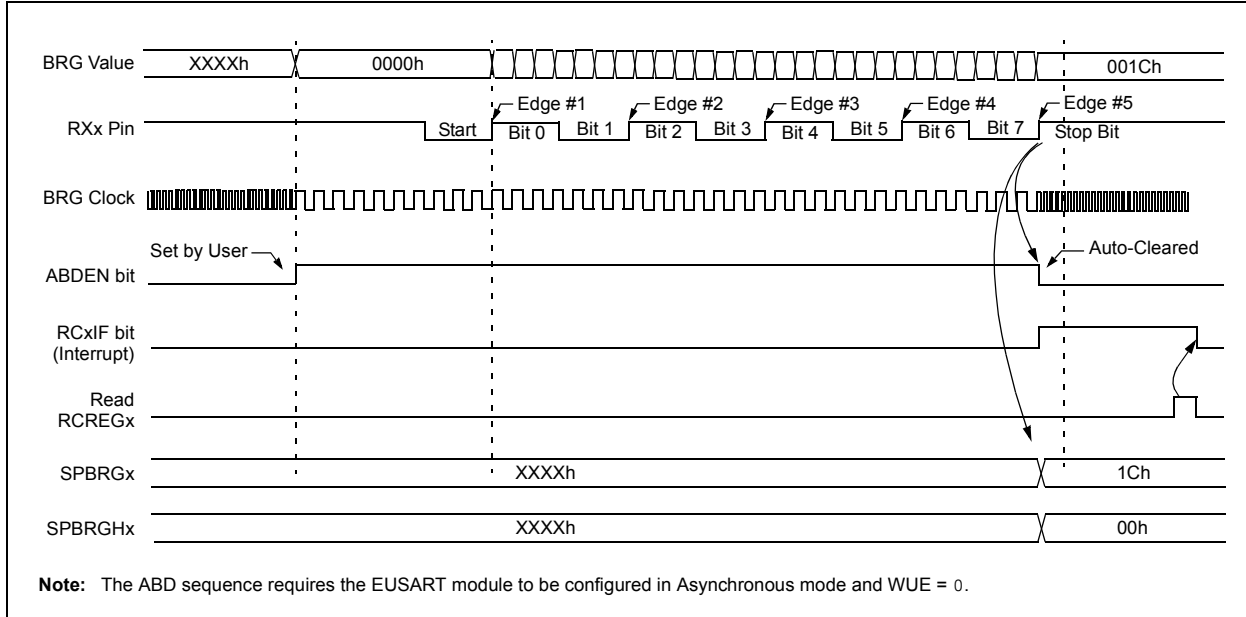 BRG Value XXXXh 0000h 001Ch
Edge #1 Edge #2 Edge #3 Edge #4 Edge #5
RXx Pin Start Bit 0 Bit 1 Bit 2 Bit 3 Bit 4 Bit 5 Bit 6 Bit 7 Stop Bit
BRG Clock
Set by User Auto-Cleared
ABDEN bit
RCxIF bit
(Interrupt)
Read
RCREGx
SPBRGx XXXXh 1Ch
SPBRGHx XXXXh 00h
Note: The ABD sequence requires the EUSART module to be configured in Asynchronous mode and WUE = 0.